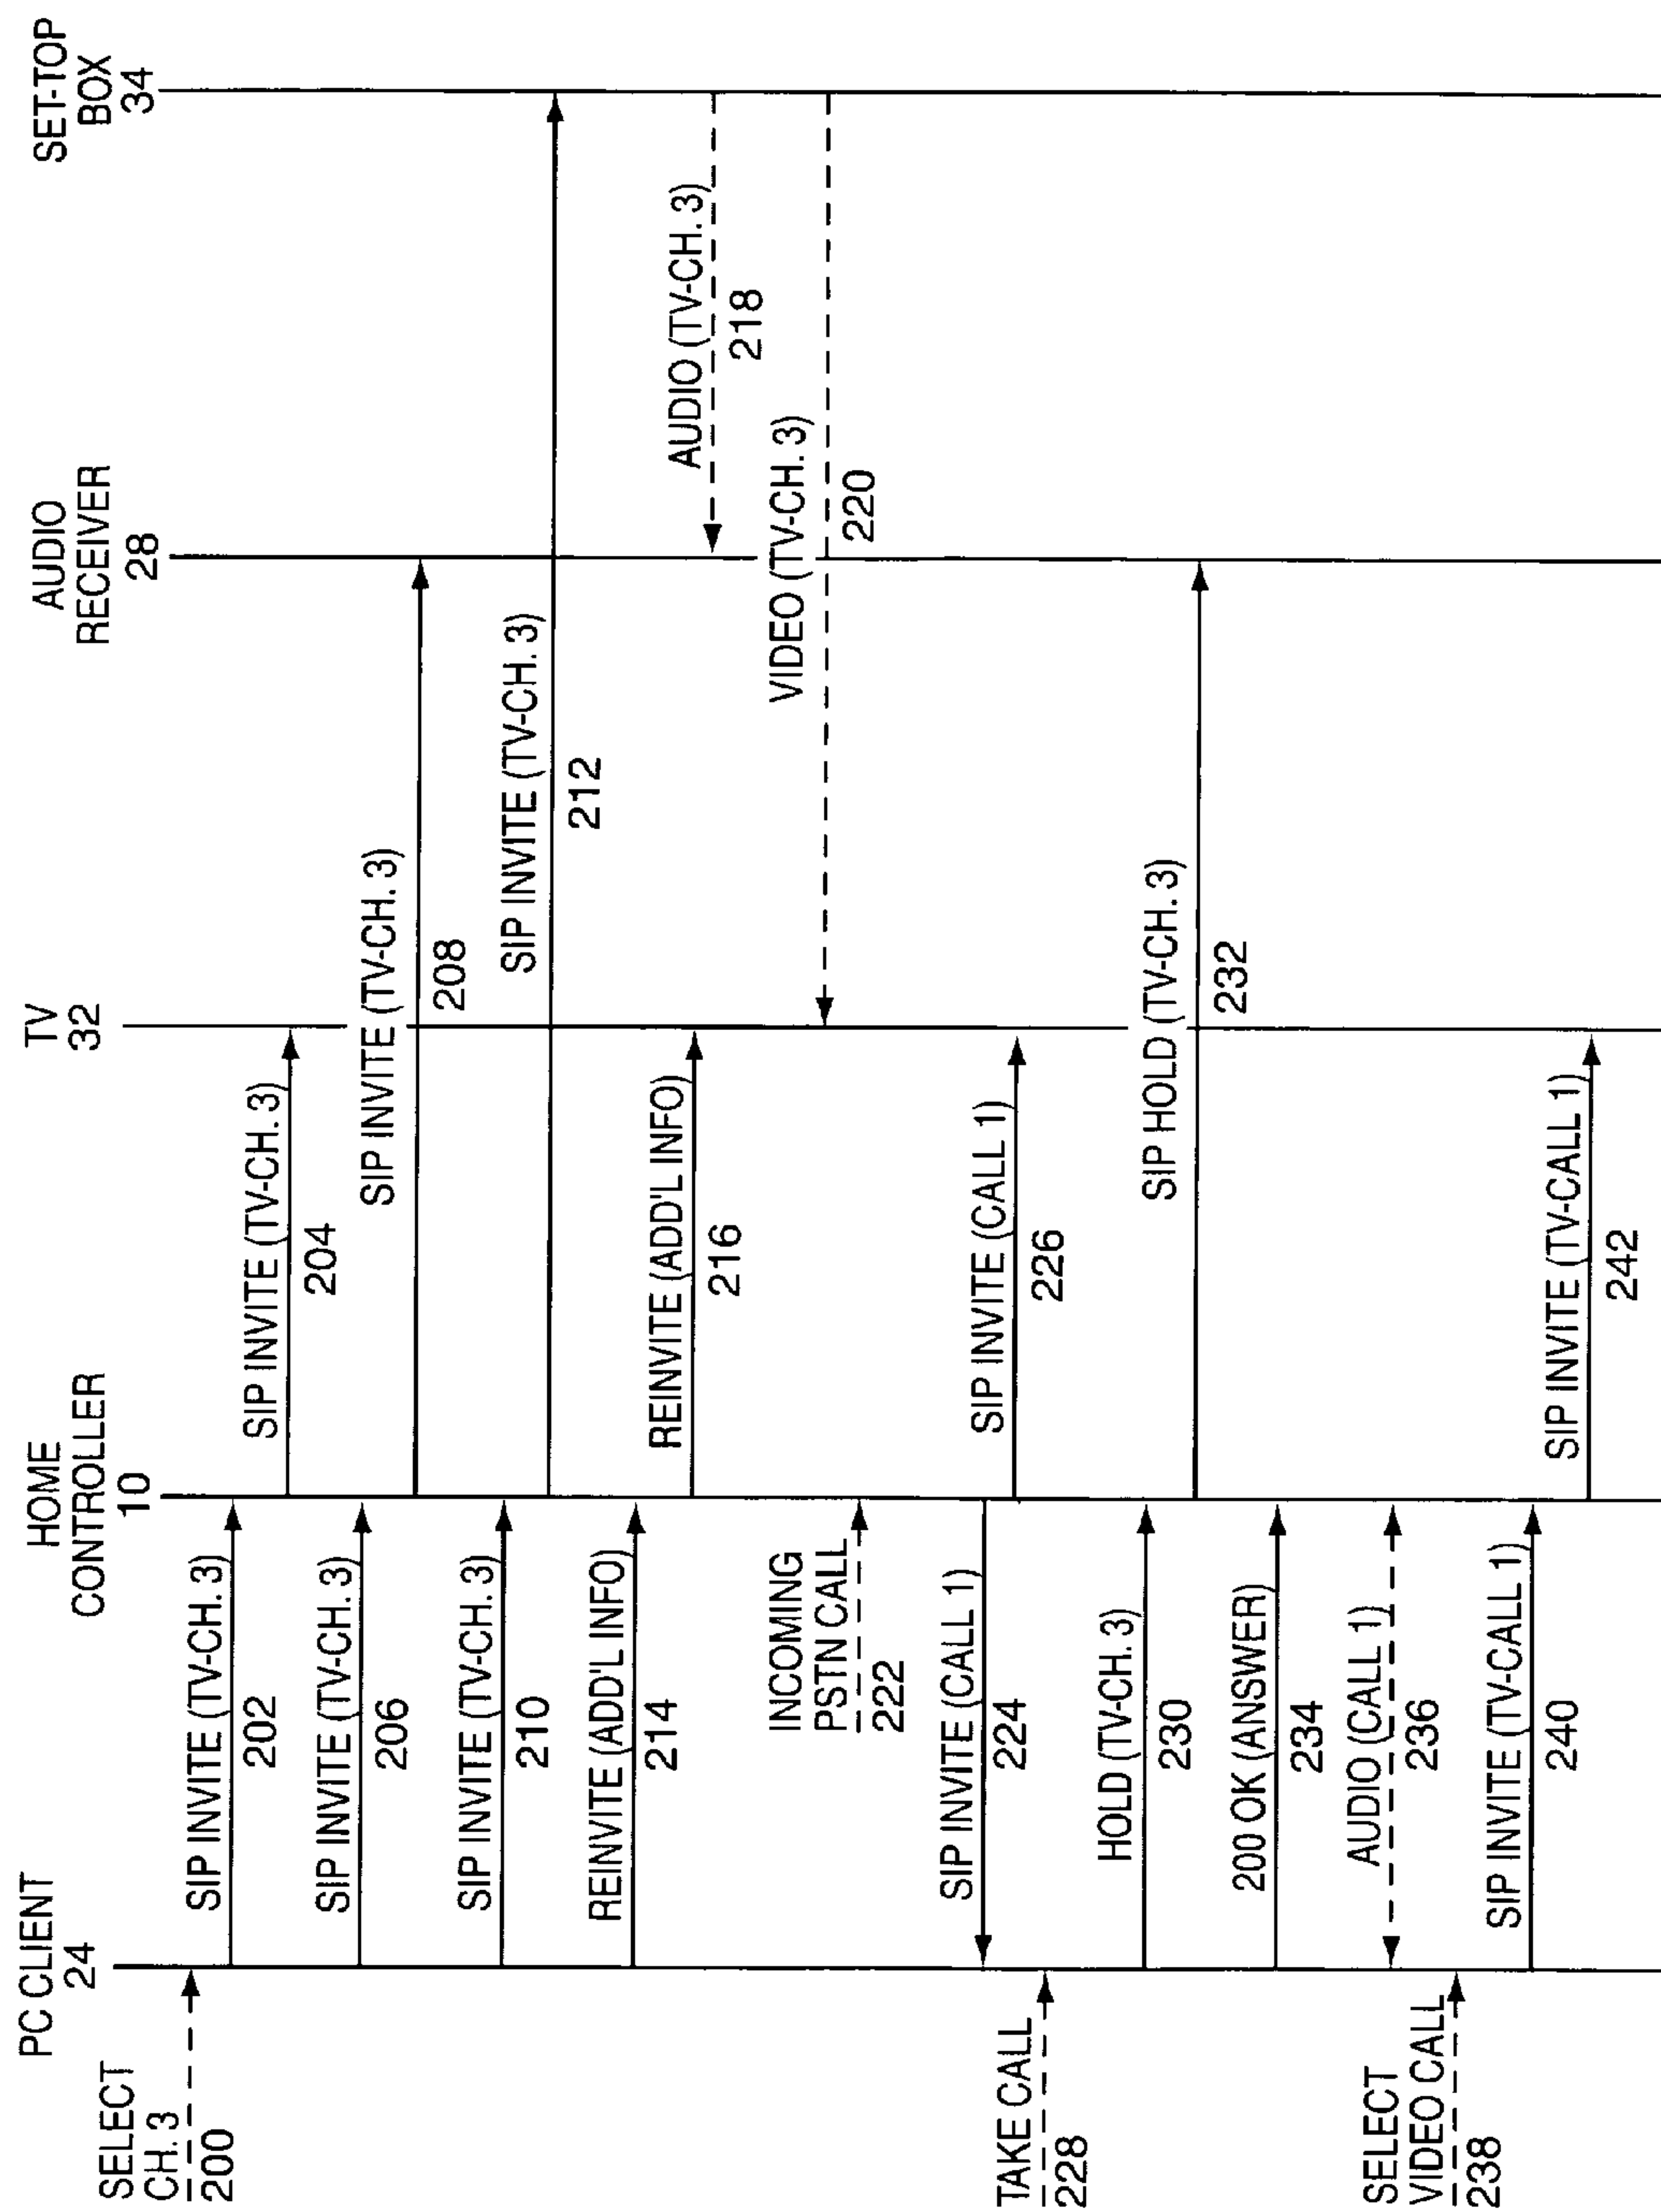 PC CLIENT
24
HOME
CONTROLLER
10
TV
32
AUDIO
RECEIVER
28
SET-TOP
BOX
34
SELECT
CH. 3
200
SIP INVITE (TV-CH. 3)
202
SIP INVITE (TV-CH. 3)
204
SIP INVITE (TV-CH. 3)
206
SIP INVITE (TV-CH. 3)
208
SIP INVITE (TV-CH. 3)
210
SIP INVITE (TV-CH. 3)
212
REINVITE (ADD'L INFO)
214
REINVITE (ADD'L INFO)
216
AUDIO (TV-CH. 3)
218
VIDEO (TV-CH. 3)
220
INCOMING
PSTN CALL
222
SIP INVITE (CALL 1)
224
SIP INVITE (CALL 1)
226
TAKE CALL
228
HOLD (TV-CH. 3)
230
SIP HOLD (TV-CH. 3)
232
200 OK (ANSWER)
234
AUDIO (CALL 1)
236
SELECT
VIDEO CALL
238
SIP INVITE (TV-CALL 1)
240
SIP INVITE (TV-CALL 1)
242